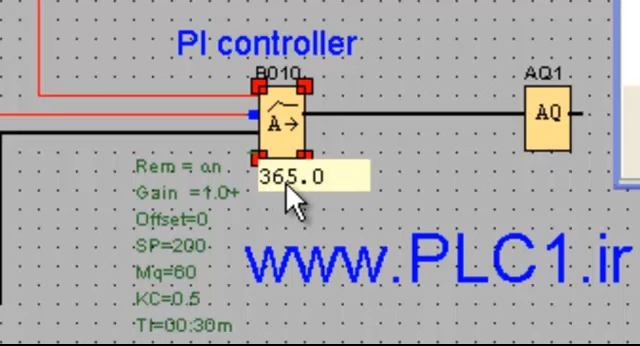 PI controller
B010
AQ1
A→
AQ
365.0
Rem = on
Gain =1.0+
Offset=0
SP=200
Mq=60
KC=0.5
TI=00:30m
www.PLC1.ir